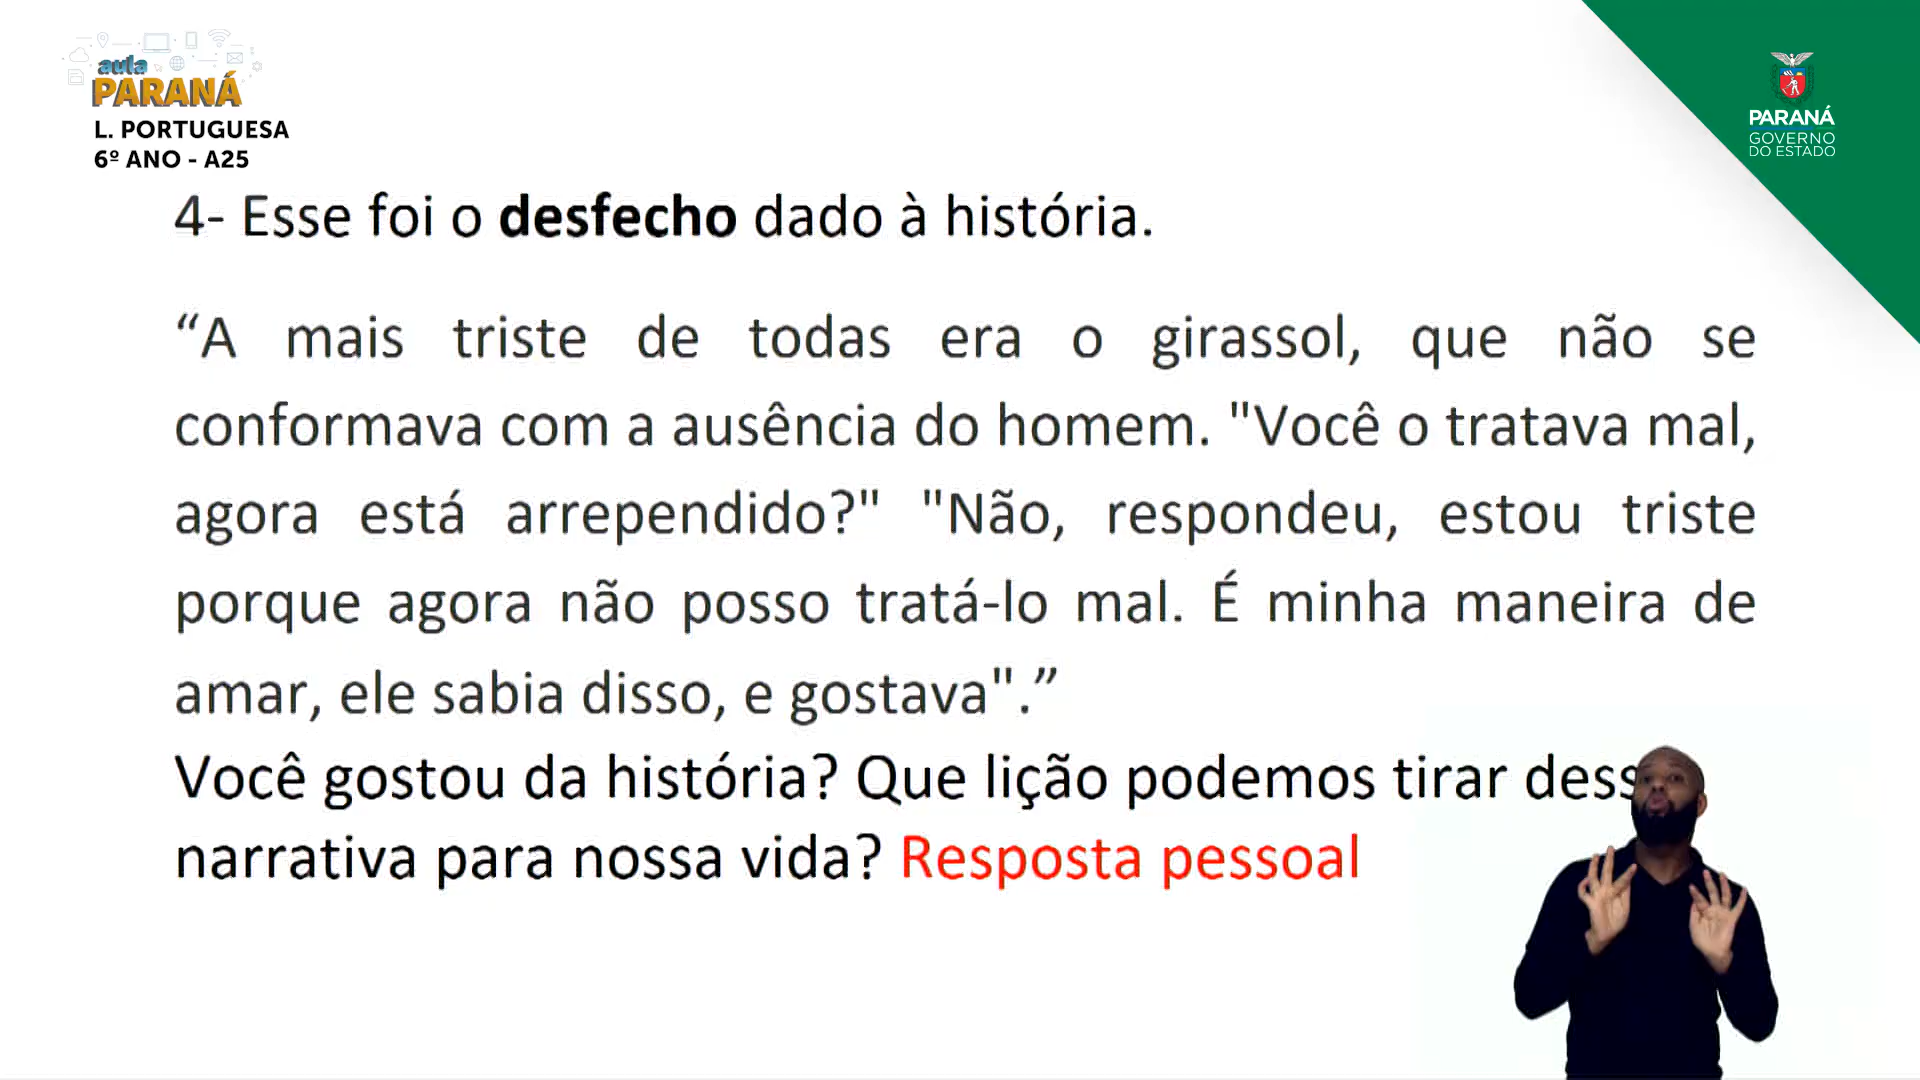 aula
PARANÁ
L. PORTUGUESA
6º ANO - A25
PARANÁ
GOVERNO
DO ESTADO
4- Esse foi o desfecho dado à história.
“A mais triste de todas era o girassol, que não se
conformava com a ausência do homem. "Você o tratava mal,
agora está arrependido?" "Não, respondeu, estou triste
porque agora não posso tratá-lo mal. É minha maneira de
amar, ele sabia disso, e gostava".”
Você gostou da história? Que lição podemos tirar
narrativa para nossa vida? Resposta pessoal